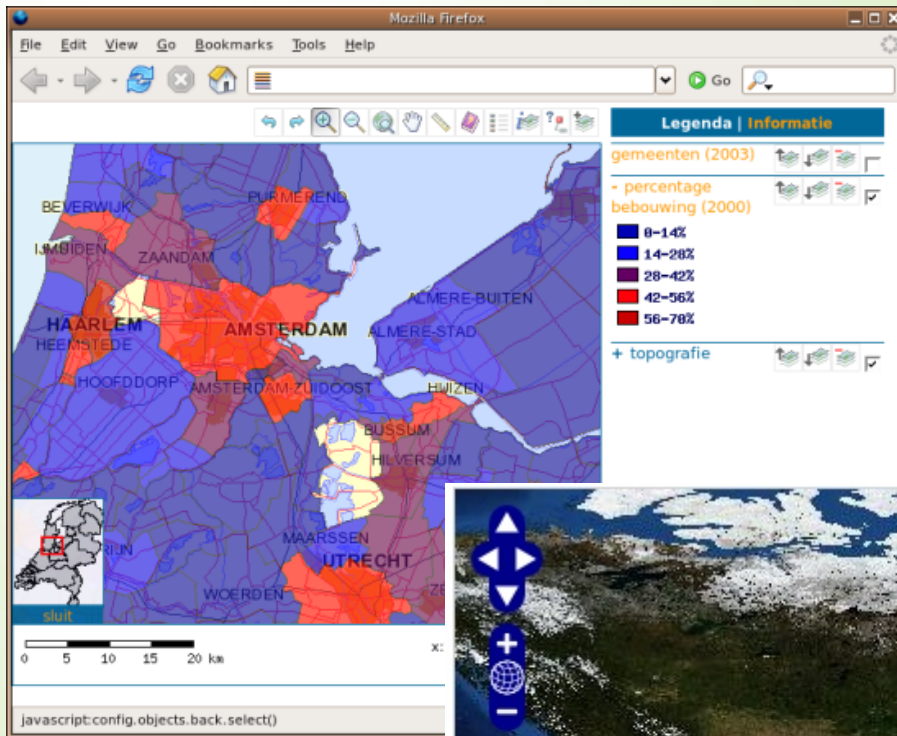 Mozilla Firefox
File Edit View Go Bookmarks Tools Help
Go
Legenda | Informatie
gemeenten (2003)
- percentage
bebouwing (2000)
0-14%
14-28%
28-42%
42-56%
56-70%
+ topografie
PURMEREND
BEVERWIJK
IJMUIDEN
ZAANDAM
ALMERE-BUITEN
HAARLEM
AMSTERDAM
ALMERE-STAD
HEEMSTEDE
HOOFDDORP
AMSTERDAM-ZUIDOOST
HUIZEN
BUSSUM
HILVERSUM
MAARSSEN
UTRECHT
WOERDEN
sluit
0 5 10 15 20 km
x:
javascript:config.objects.back.select()